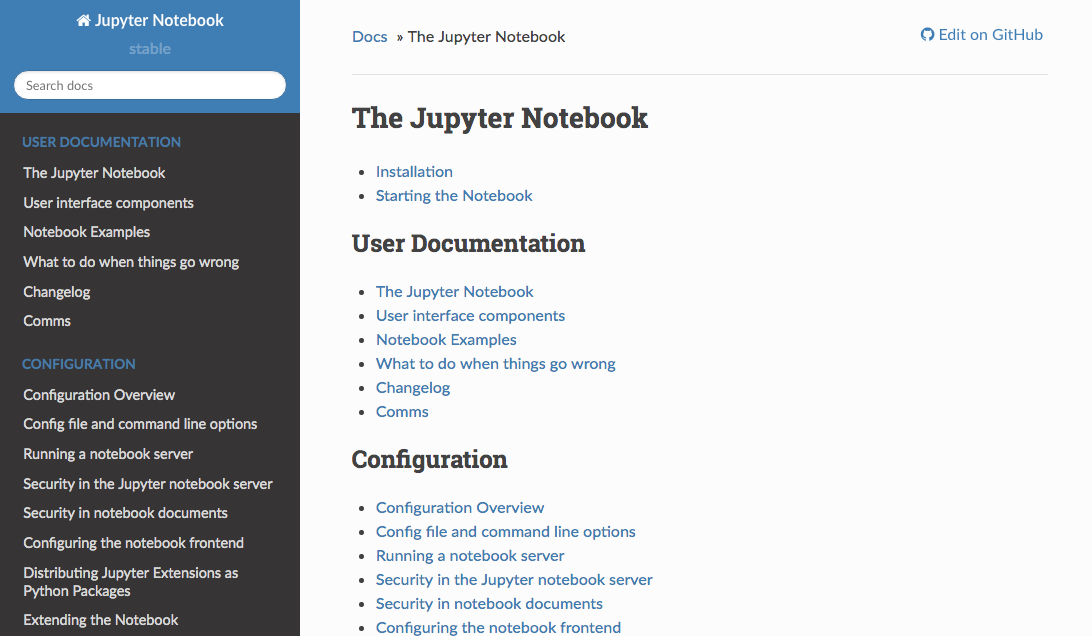 Jupyter Notebook
stable
Search docs
USER DOCUMENTATION
The Jupyter Notebook
User interface components
Notebook Examples
What to do when things go wrong
Changelog
Comms
CONFIGURATION
Configuration Overview
Config file and command line options
Running a notebook server
Security in the Jupyter notebook server
Security in notebook documents
Configuring the notebook frontend
Distributing Jupyter Extensions as
Python Packages
Extending the Notebook
Docs » The Jupyter Notebook
Edit on GitHub
The Jupyter Notebook
Installation
Starting the Notebook
User Documentation
The Jupyter Notebook
User interface components
Notebook Examples
What to do when things go wrong
Changelog
Comms
Configuration
Configuration Overview
Config file and command line options
Running a notebook server
Security in the Jupyter notebook server
Security in notebook documents
Configuring the notebook frontend